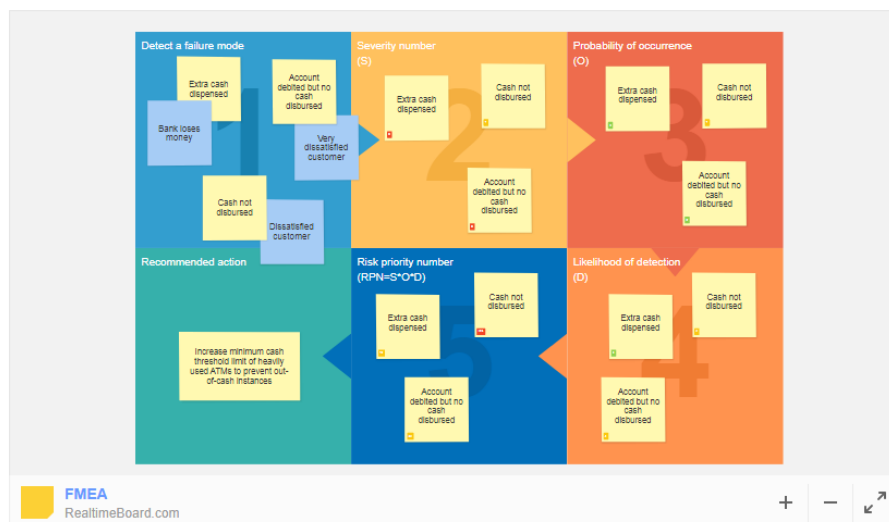 Detect a failure mode
Extra cash
dispensed
Account
debited but no
cash
disbursed
Bank loses
money
Very
dissatisfied
customer
Cash not
disbursed
Dissatisfied
customer
1
Severity number
(S)
Extra cash
dispensed
Cash not
disbursed
Account
debited but no
cash
disbursed
2
Probability of occurrence
(O)
Extra cash
dispensed
Cash not
disbursed
Account
debited but no
cash
disbursed
3
Recommended action
Increase minimum cash
threshold limit of heavily
used ATMs to prevent out-
of-cash instances
Risk priority number
(RPN=S*O*D)
Extra cash
dispensed
Cash not
disbursed
Account
debited but no
cash
disbursed
5
Likelihood of detection
(D)
Extra cash
dispensed
Cash not
disbursed
Account
debited but no
cash
disbursed
4
FMEA
RealtimeBoard.com